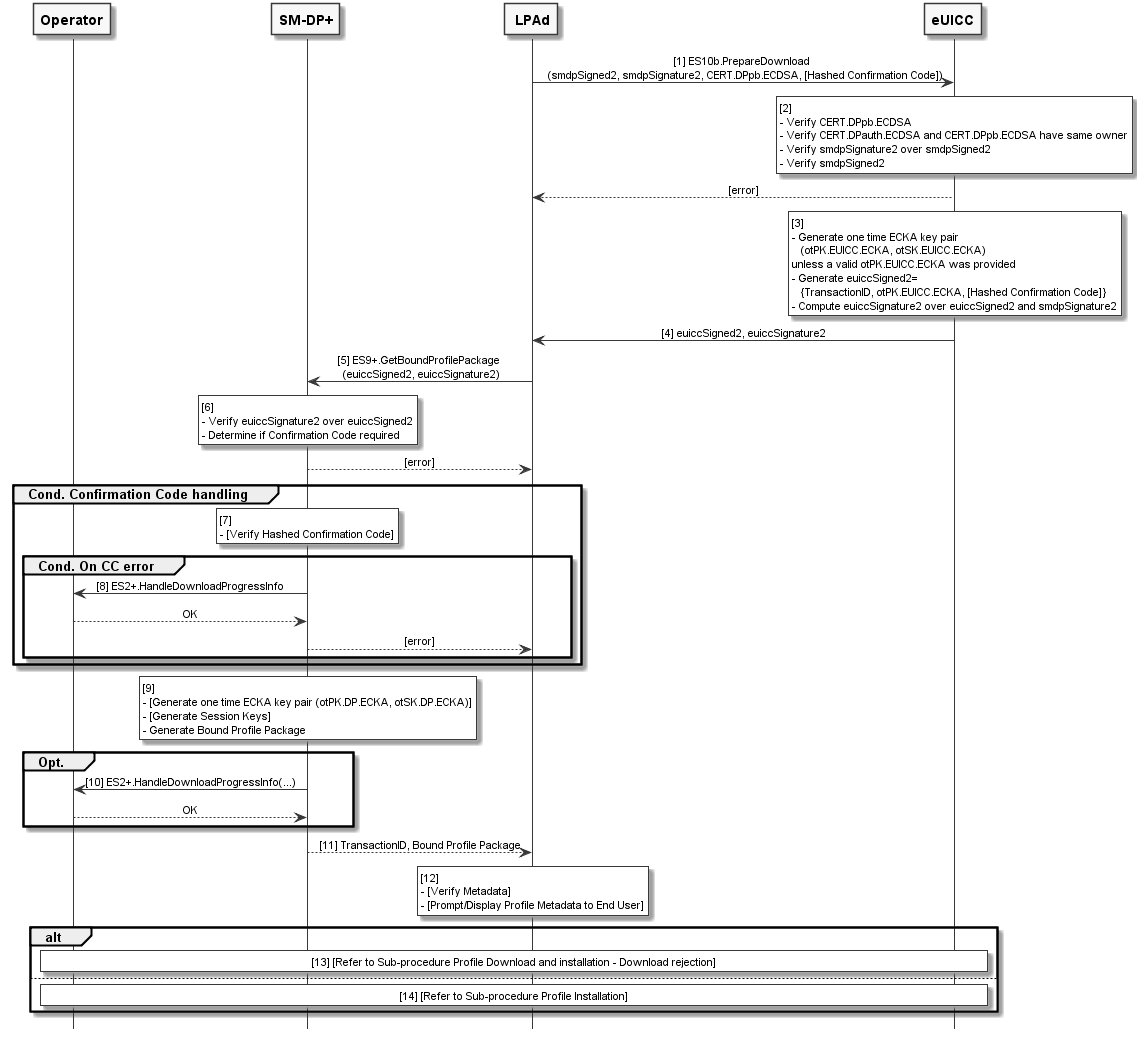 Operator
SM-DP+
LPAd
eUICC
[1] ES10b.PrepareDownload
(smdpSigned2, smdpSignature2, CERT.DPpb.ECDSA, [Hashed Confirmation Code])
[2]
- Verify CERT.DPpb.ECDSA
- Verify CERT.DPauth.ECDSA and CERT.DPpb.ECDSA have same owner
- Verify smdpSignature2 over smdpSigned2
- Verify smdpSigned2
[error]
[3]
- Generate one time ECKA key pair
(otPK.EUICC.ECKA, otSK.EUICC.ECKA)
unless a valid otPK.EUICC.ECKA was provided
- Generate euiccSigned2=
{TransactionID, otPK.EUICC.ECKA, [Hashed Confirmation Code]}
- Compute euiccSignature2 over euiccSigned2 and smdpSignature2
[4] euiccSigned2, euiccSignature2
[5] ES9+.GetBoundProfilePackage
(euiccSigned2, euiccSignature2)
[6]
- Verify euiccSignature2 over euiccSigned2
- Determine if Confirmation Code required
[error]
Cond. Confirmation Code handling
[7]
- [Verify Hashed Confirmation Code]
Cond. On CC error
[8] ES2+.HandleDownloadProgressInfo
OK
[error]
[9]
- [Generate one time ECKA key pair (otPK.DP.ECKA, otSK.DP.ECKA)]
- [Generate Session Keys]
- Generate Bound Profile Package
Opt.
[10] ES2+.HandleDownloadProgressInfo(...)
OK
[11] TransactionID, Bound Profile Package
[12]
- [Verify Metadata]
- [Prompt/Display Profile Metadata to End User]
alt
[13] [Refer to Sub-procedure Profile Download and installation - Download rejection]
[14] [Refer to Sub-procedure Profile Installation]